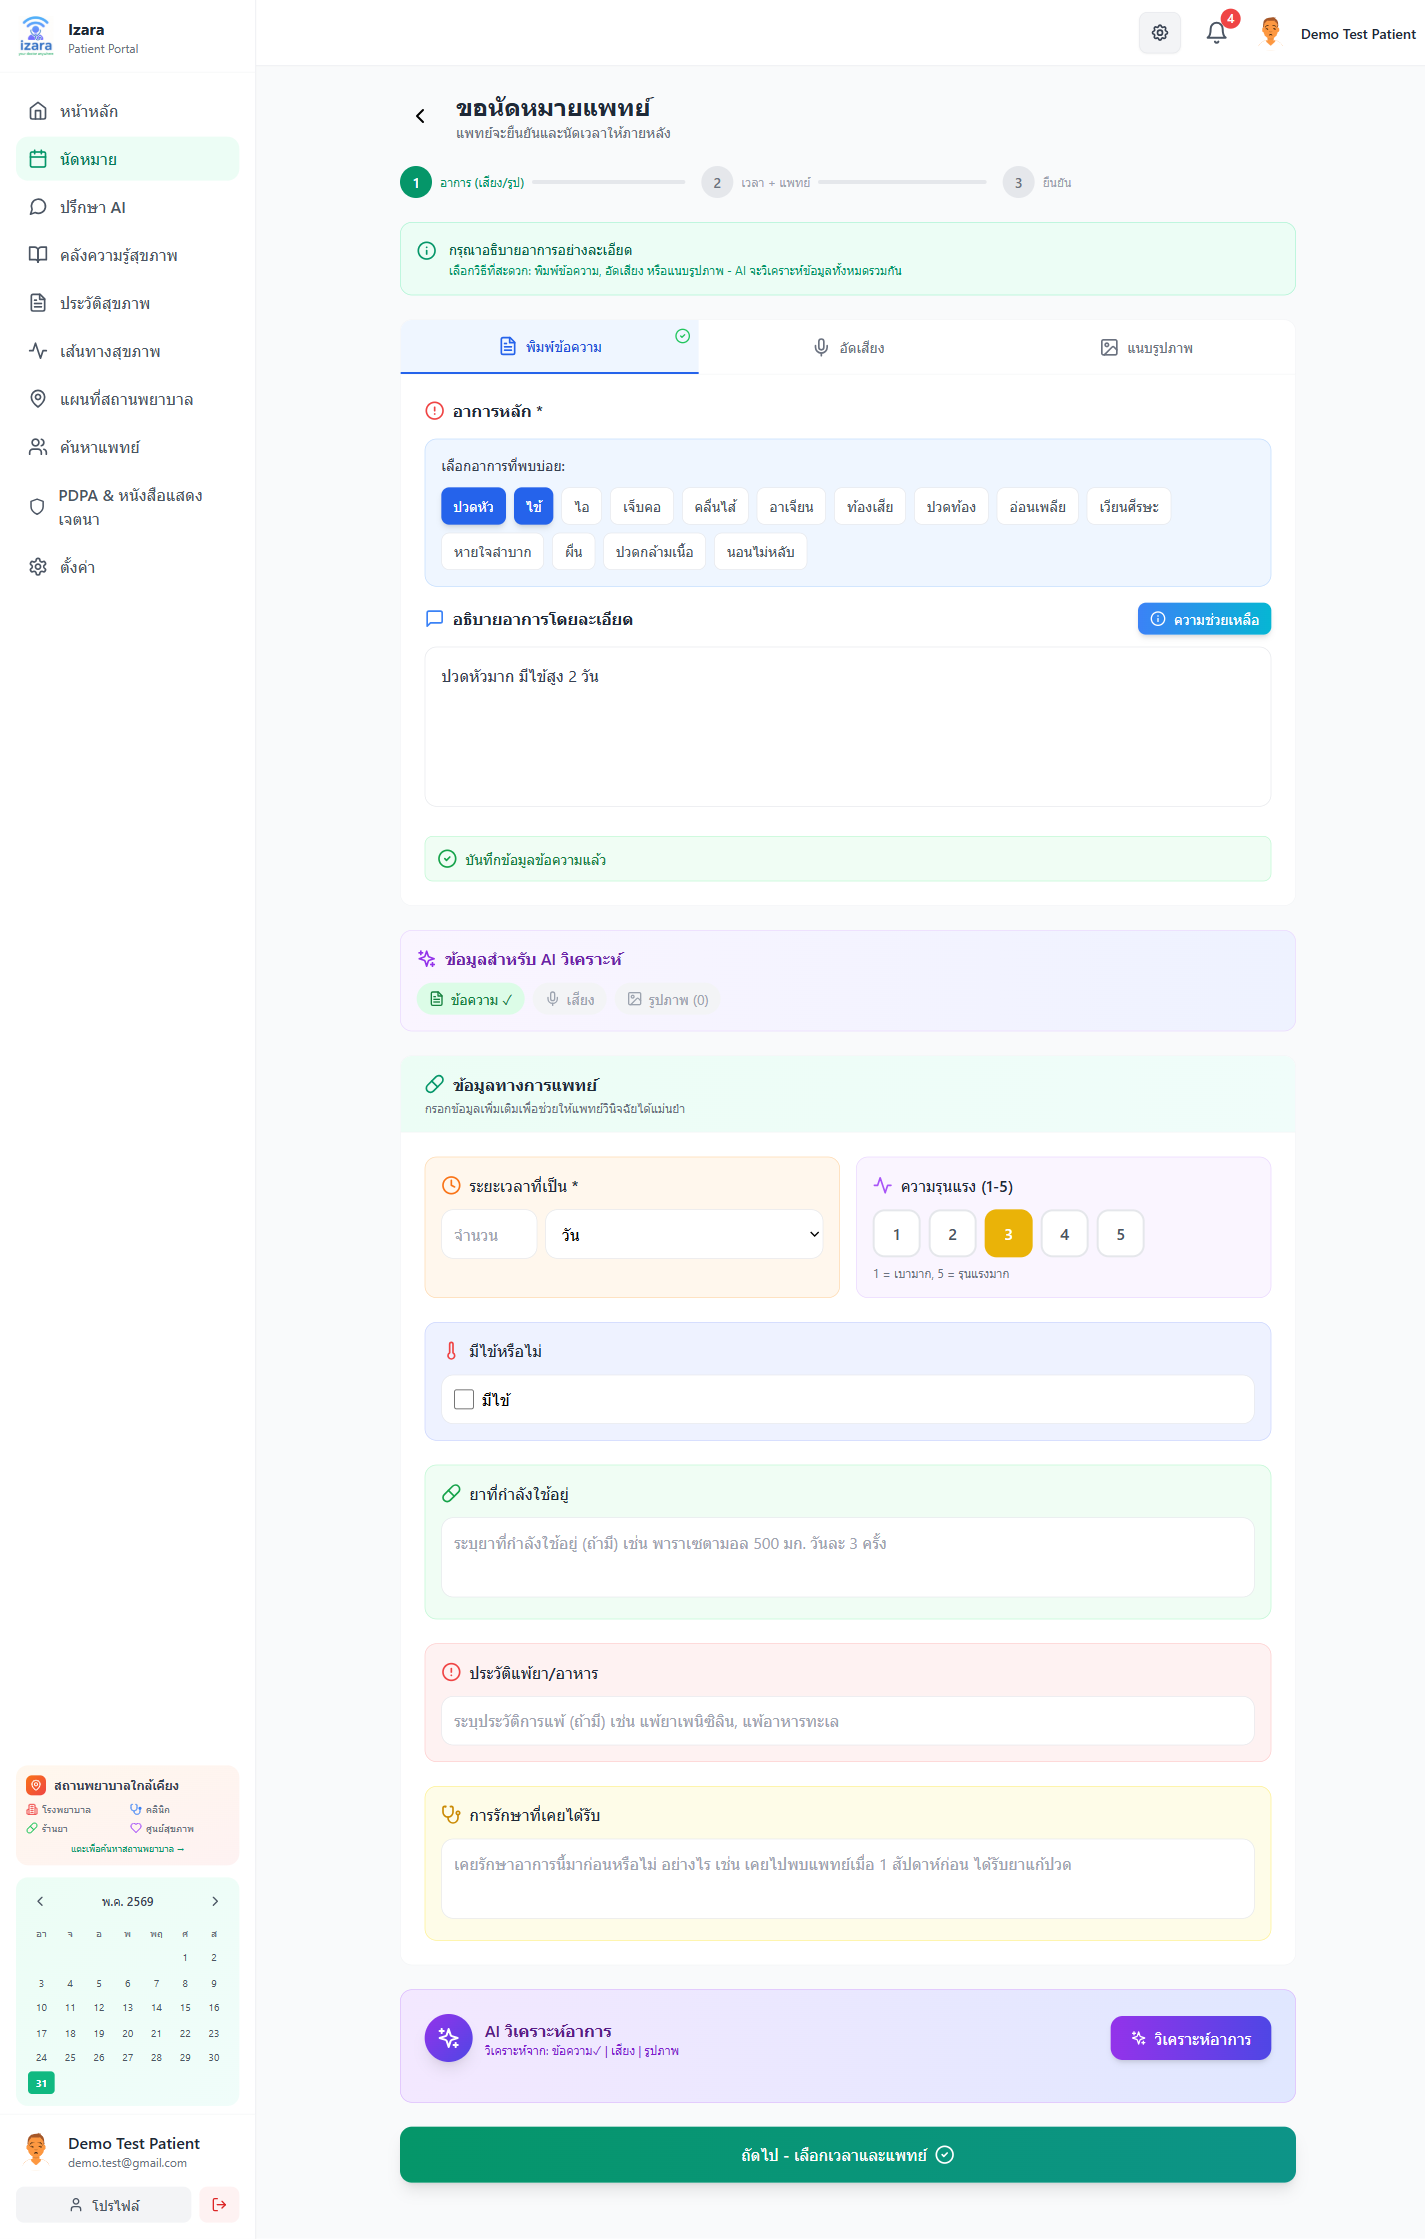 izara
Izara
Patient Portal
หน้าหลัก
นัดหมาย
ปรึกษา AI
คลังความรู้สุขภาพ
ประวัติสุขภาพ
เส้นทางสุขภาพ
แผนที่สถานพยาบาล
ค้นหาแพทย์
PDPA & หนังสือแสดง
เจตนา
ตั้งค่า
สถานพยาบาลใกล้เคียง
โรงพยาบาล คลินิก
ร้านยา ศูนย์สุขภาพ
แตะเพื่อค้นหาสถานพยาบาล →
พ.ค. 2569
อา จ อ พ พฤ ศ ส
1 2
3 4 5 6 7 8 9
10 11 12 13 14 15 16
17 18 19 20 21 22 23
24 25 26 27 28 29 30
31
Demo Test Patient
demo.test@gmail.com
โปรไฟล์
4
Demo Test Patient
ขอนัดหมายแพทย์
แพทย์จะยืนยันและนัดเวลาให้ภายหลัง
1 อาการ (เสียง/รูป) 2 เวลา + แพทย์ 3 ยืนยัน
กรุณาอธิบายอาการอย่างละเอียด
เลือกวิธีที่สะดวก: พิมพ์ข้อความ, อัดเสียง หรือแนบรูปภาพ - AI จะวิเคราะห์ข้อมูลทั้งหมดรวมกัน
พิมพ์ข้อความ อัดเสียง แนบรูปภาพ
อาการหลัก *
เลือกอาการที่พบบ่อย:
ปวดหัว ไข้ ไอ เจ็บคอ คลื่นไส้ อาเจียน ท้องเสีย ปวดท้อง อ่อนเพลีย เวียนศีรษะ
หายใจลำบาก ผื่น ปวดกล้ามเนื้อ นอนไม่หลับ
อธิบายอาการโดยละเอียด ความช่วยเหลือ
ปวดหัวมาก มีไข้สูง 2 วัน
บันทึกข้อมูลข้อความแล้ว
ข้อมูลสำหรับ AI วิเคราะห์
ข้อความ ✓ เสียง รูปภาพ (0)
ข้อมูลทางการแพทย์
กรอกข้อมูลเพิ่มเติมเพื่อช่วยให้แพทย์วินิจฉัยได้แม่นยำ
ระยะเวลาที่เป็น *
จำนวน วัน
ความรุนแรง (1-5)
1 2 3 4 5
1 = เบามาก, 5 = รุนแรงมาก
มีไข้หรือไม่
มีไข้
ยาที่กำลังใช้อยู่
ระบุยาที่กำลังใช้อยู่ (ถ้ามี) เช่น พาราเซตามอล 500 มก. วันละ 3 ครั้ง
ประวัติแพ้ยา/อาหาร
ระบุประวัติการแพ้ (ถ้ามี) เช่น แพ้ยาเพนิซิลิน, แพ้อาหารทะเล
การรักษาที่เคยได้รับ
เคยรักษาอาการนี้มาก่อนหรือไม่ อย่างไร เช่น เคยไปพบแพทย์เมื่อ 1 สัปดาห์ก่อน ได้รับยาแก้ปวด
AI วิเคราะห์อาการ
วิเคราะห์จาก: ข้อความ✓ | เสียง | รูปภาพ
วิเคราะห์อาการ
ถัดไป - เลือกเวลาและแพทย์